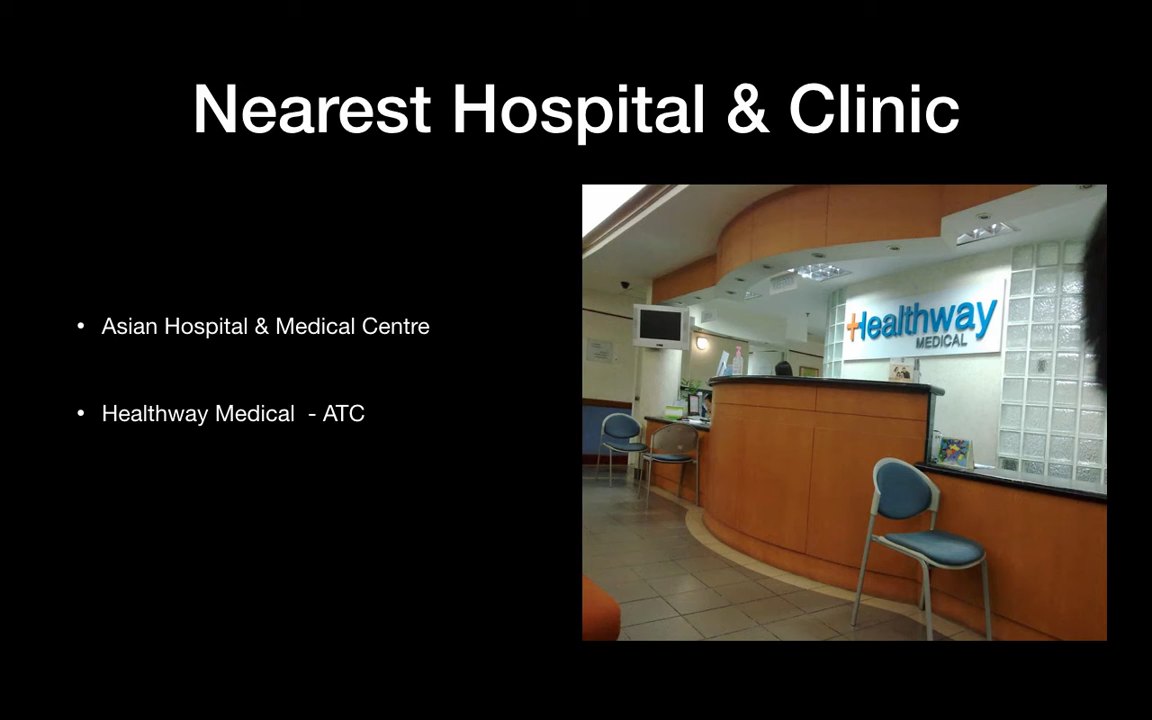 Nearest Hospital & Clinic
• Asian Hospital & Medical Centre
• Healthway Medical - ATC
Healthway
MEDICAL